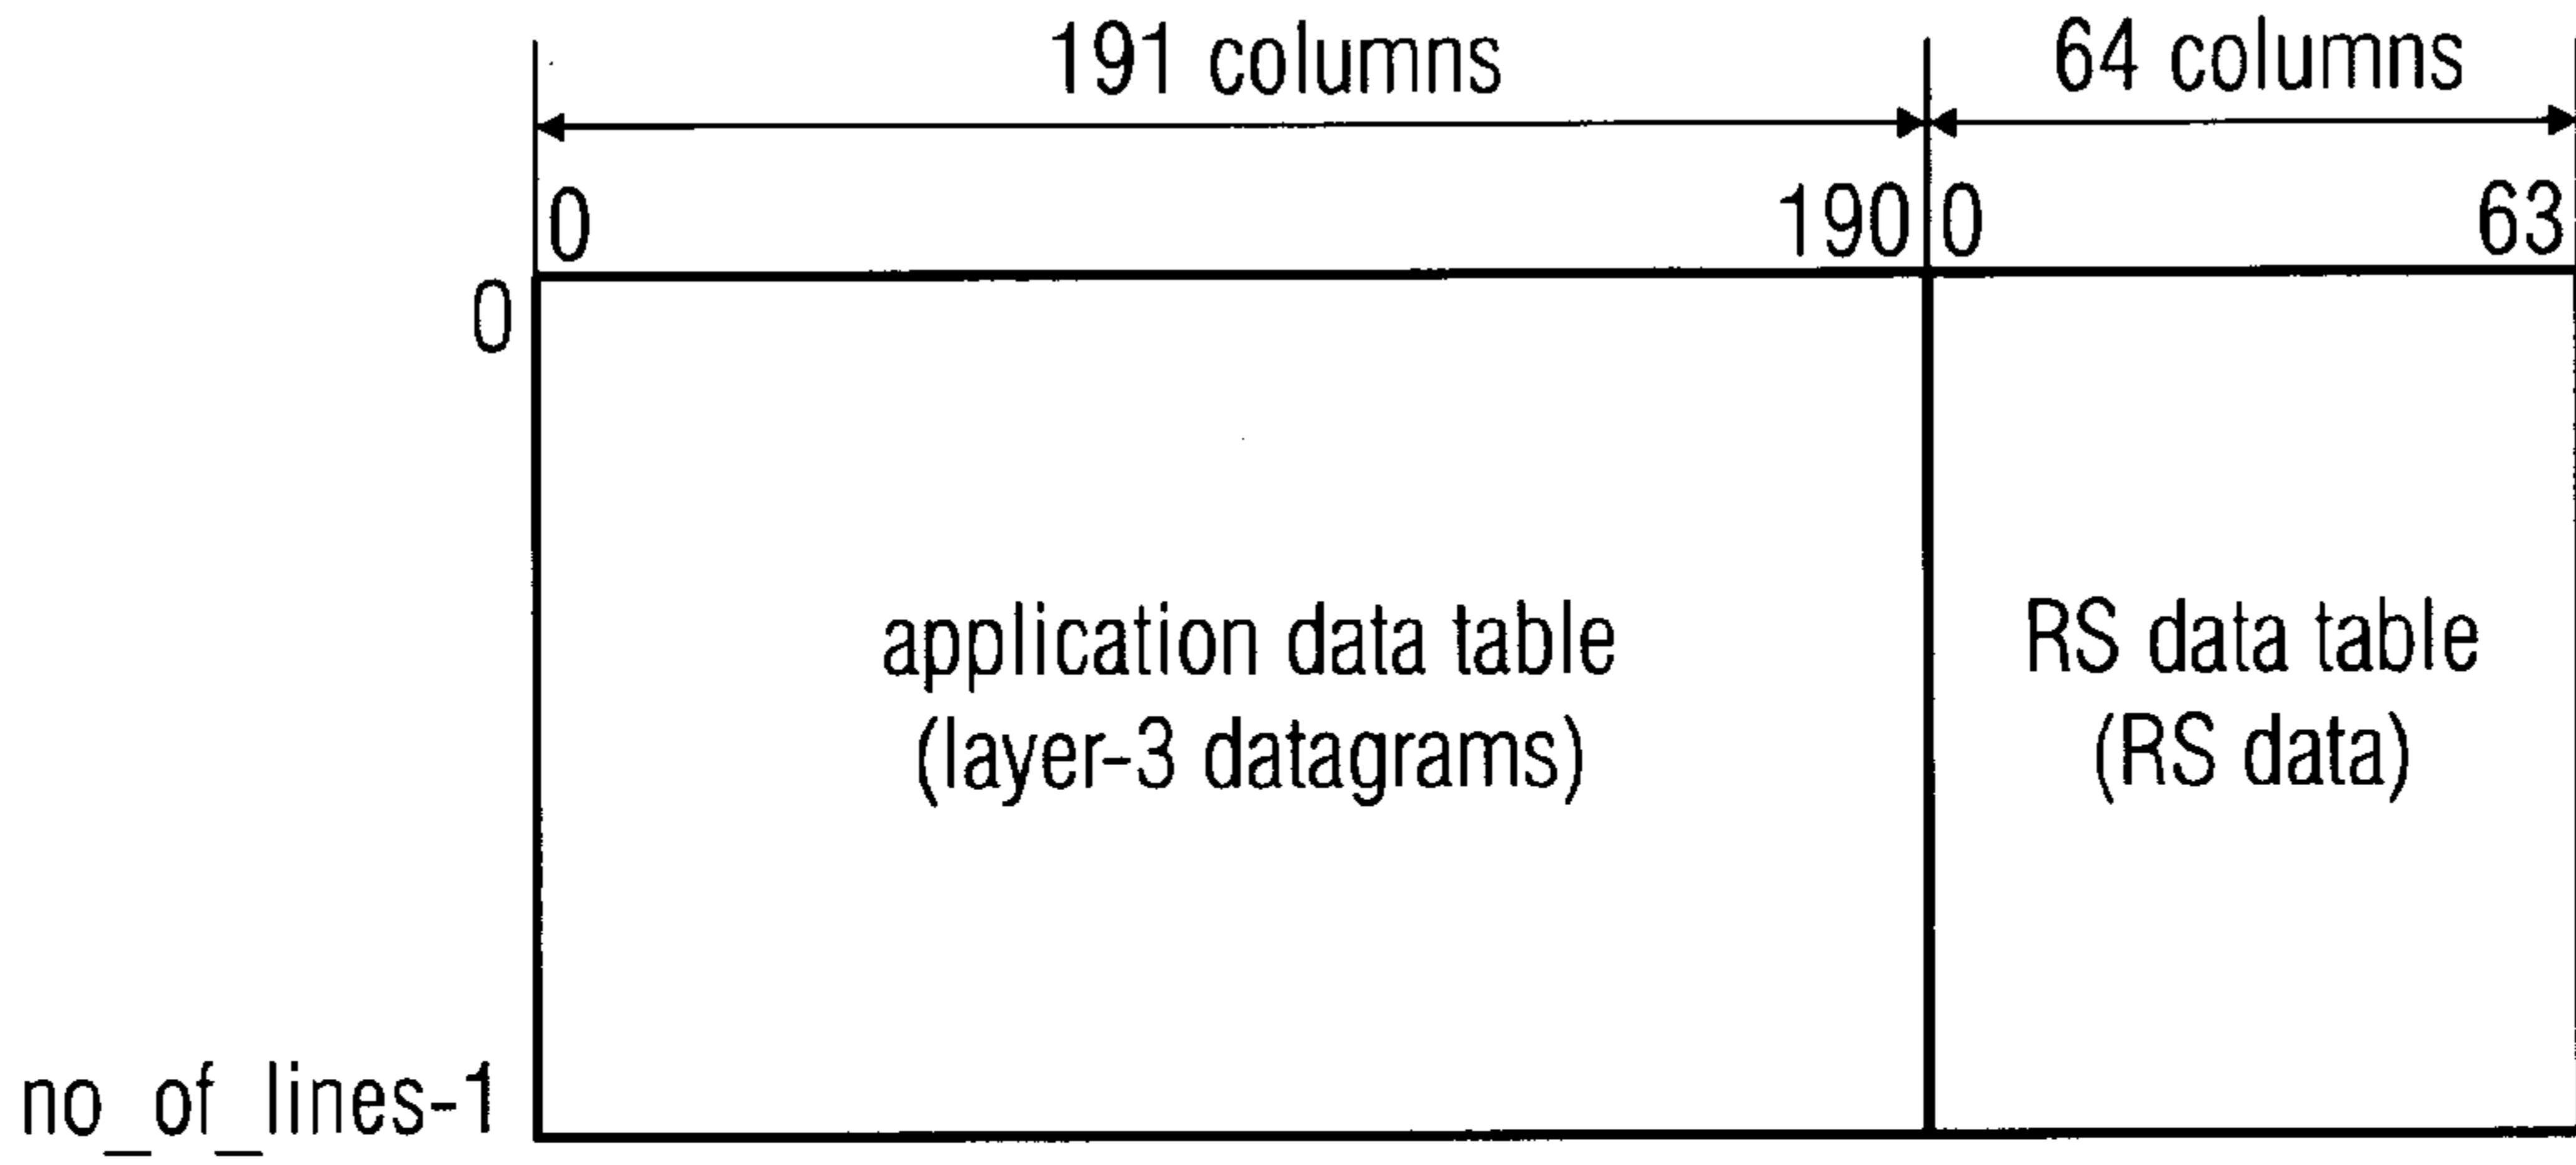 191 columns
64 columns
0
190
0
63
0
application data table
(layer-3 datagrams)
RS data table
(RS data)
no_of_lines-1